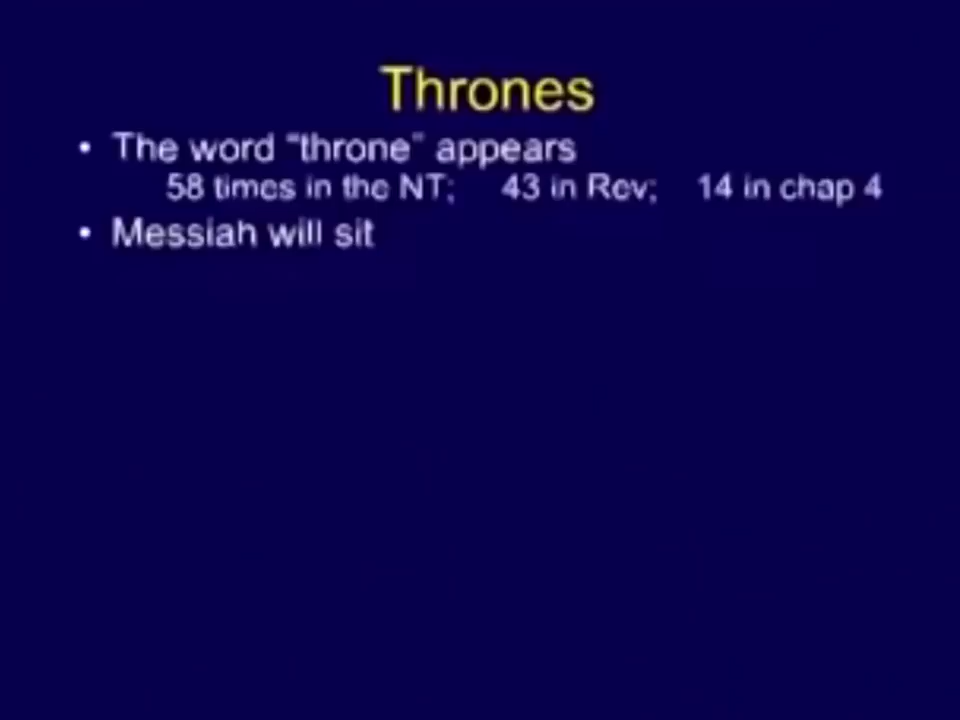 Thrones
• The word "throne" appears
58 times in the NT; 43 in Rev; 14 in chap 4
• Messiah will sit